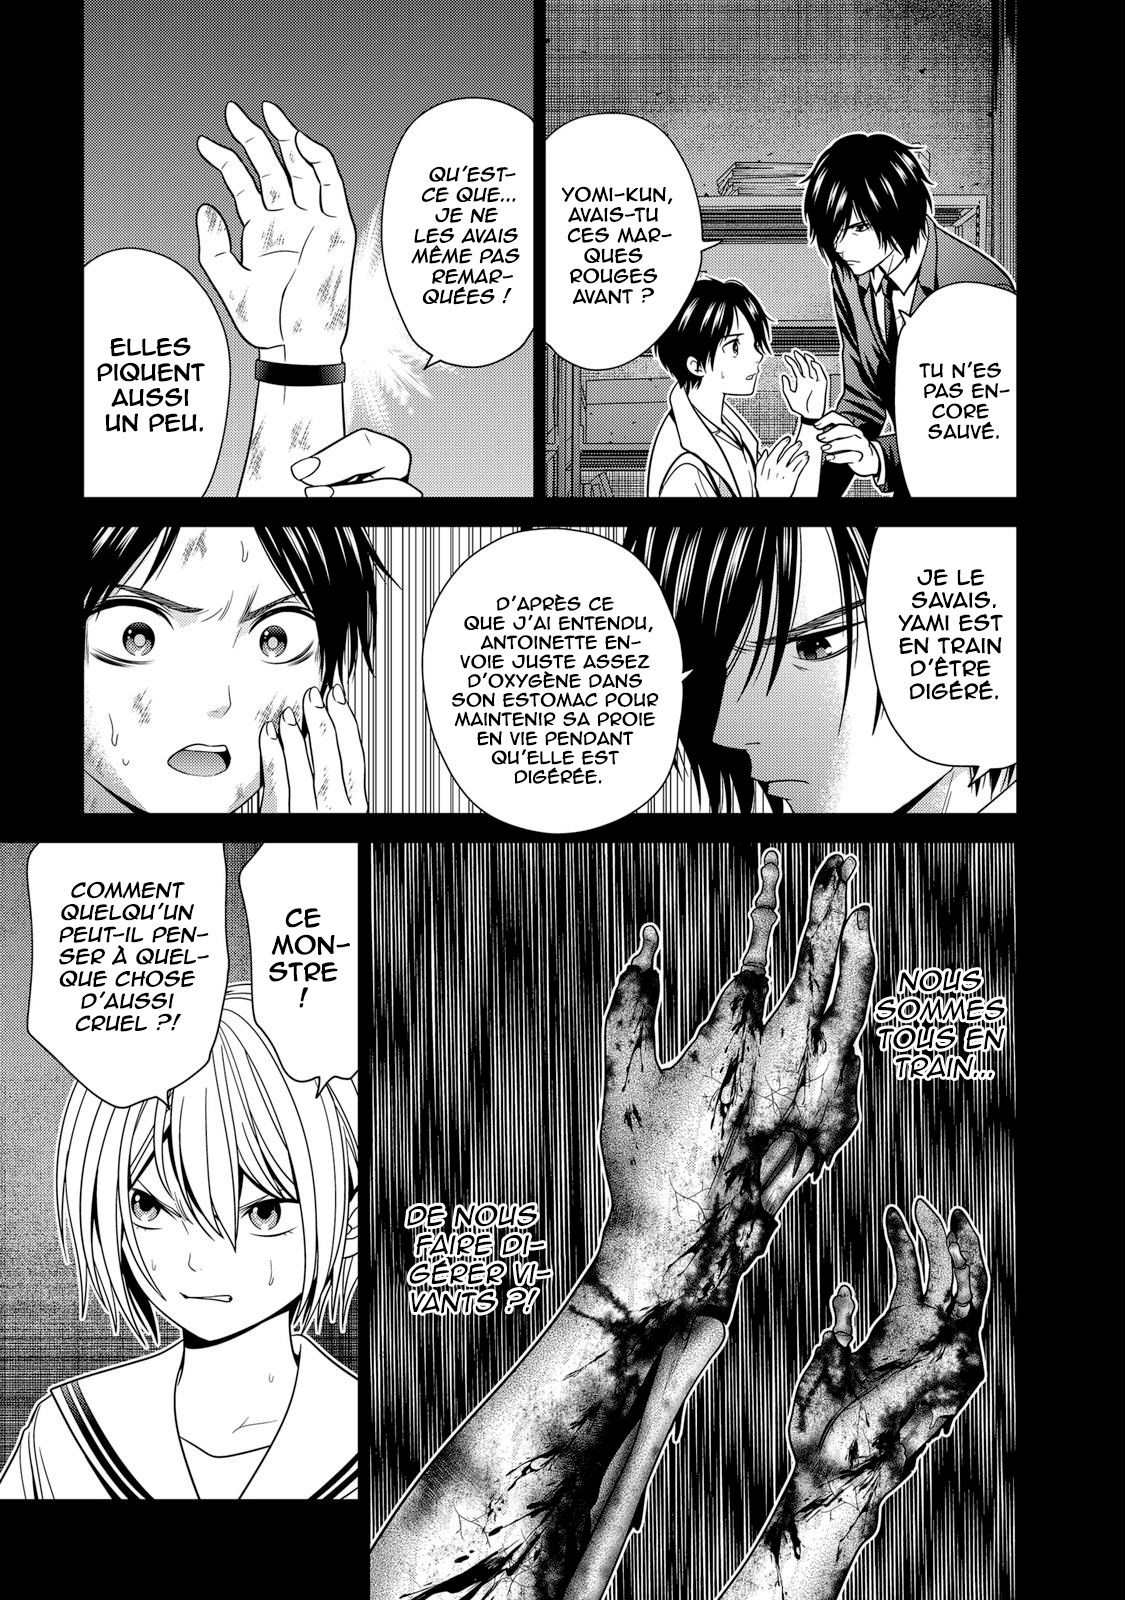 TU N'ES
PAS EN-
CORE
SAUVÉ.
YOMI-KUN,
AVAIS-TU
CES MAR-
QUES
ROUGES
AVANT ?
QU'EST-
CE QUE...
JE NE
LES AVAIS
MÊME PAS
REMAR-
QUÉES !
ELLES
PIQUENT
AUSSI
UN PEU.
JE LE
SAVAIS.
YAMI EST
EN TRAIN
D'ÊTRE
DIGÉRÉ.
D'APRÈS CE
QUE J'AI ENTENDU,
ANTOINETTE EN-
VOIE JUSTE ASSEZ
D'OXYGÈNE DANS
SON ESTOMAC POUR
MAINTENIR SA PROIE
EN VIE PENDANT
QU'ELLE EST
DIGÉRÉE.
NOUS
SOMMES
TOUS EN
TRAIN...
DE NOUS
FAIRE DI-
GÉRER VI-
VANTS ?!
CE
MON-
STRE
!
COMMENT
QUELQU'UN
PEUT-IL PEN-
SER À QUEL-
QUE CHOSE
D'AUSSI
CRUEL ?!